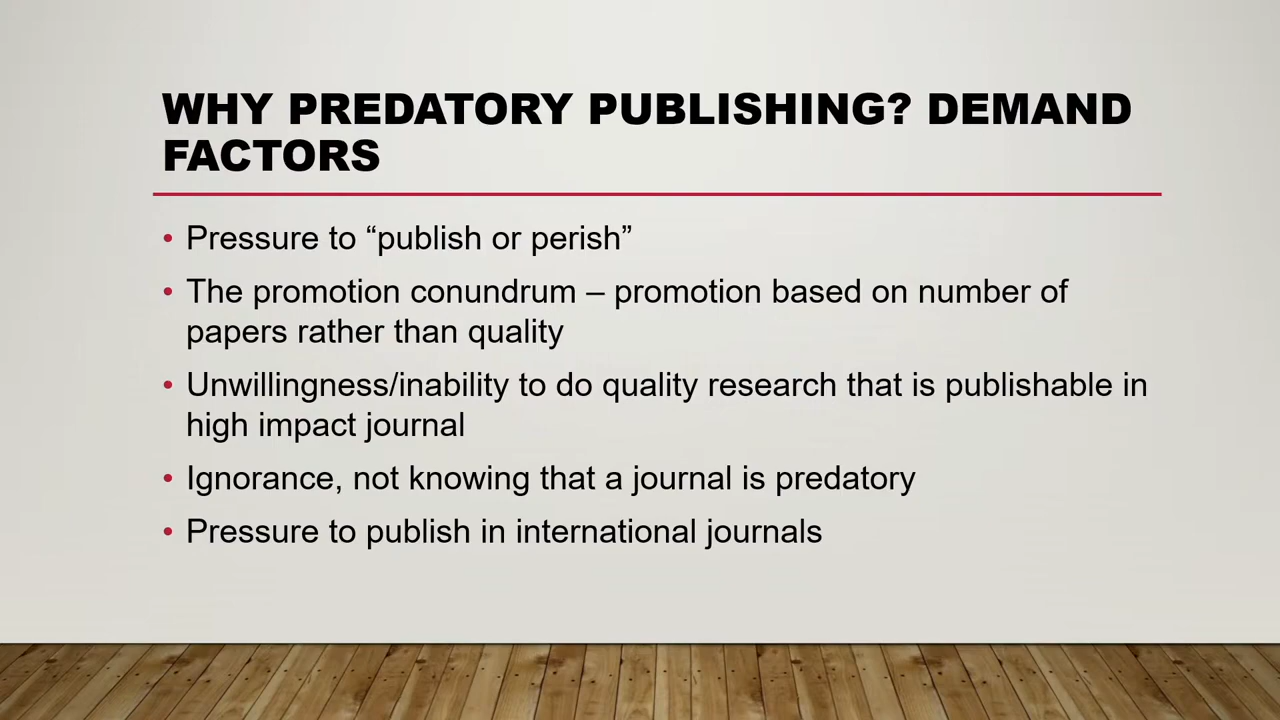 WHY PREDATORY PUBLISHING? DEMAND
FACTORS
• Pressure to “publish or perish”
• The promotion conundrum – promotion based on number of
papers rather than quality
• Unwillingness/inability to do quality research that is publishable in
high impact journal
• Ignorance, not knowing that a journal is predatory
• Pressure to publish in international journals